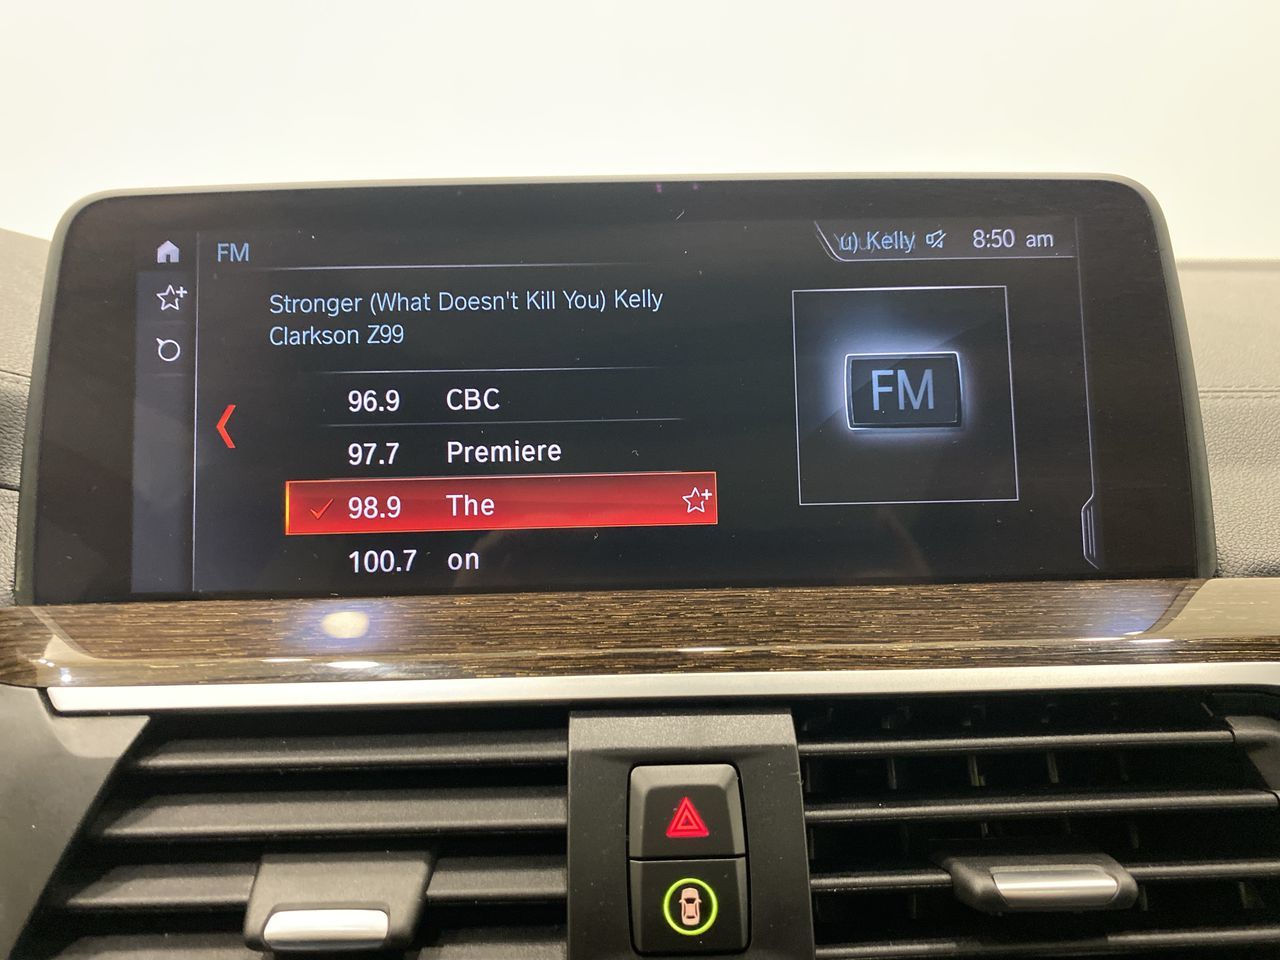 FM
u) Kelly
8:50 am
Stronger (What Doesn't Kill You) Kelly
Clarkson Z99
96.9 CBC
97.7 Premiere
98.9 The
100.7 on
FM